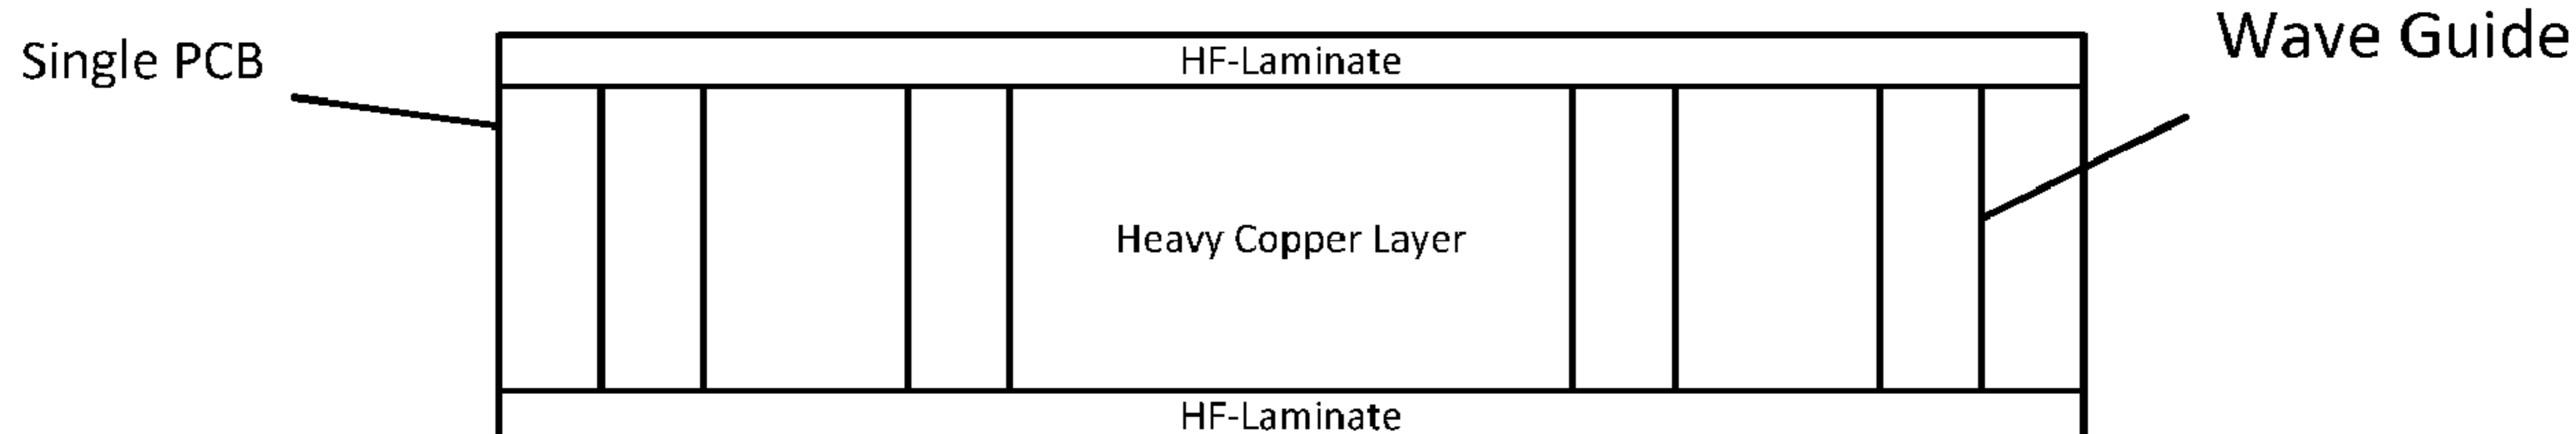 Single PCB
Wave Guide
HF-Laminate
Heavy Copper Layer
HF-Laminate